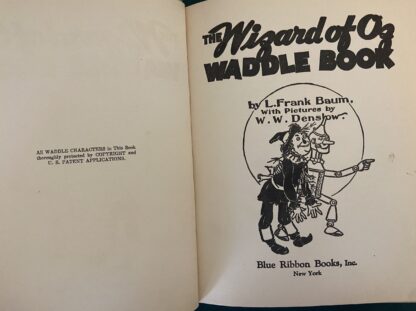 All WADDLE CHARACTERS in This Book
thoroughly protected by COPYRIGHT and
U. S. PATENT APPLICATIONS.
THE Wizard of Oz
WADDLE BOOK
by L. Frank Baum.
With Pictures by
W. W. Denslow.
Blue Ribbon Books, Inc.
New York